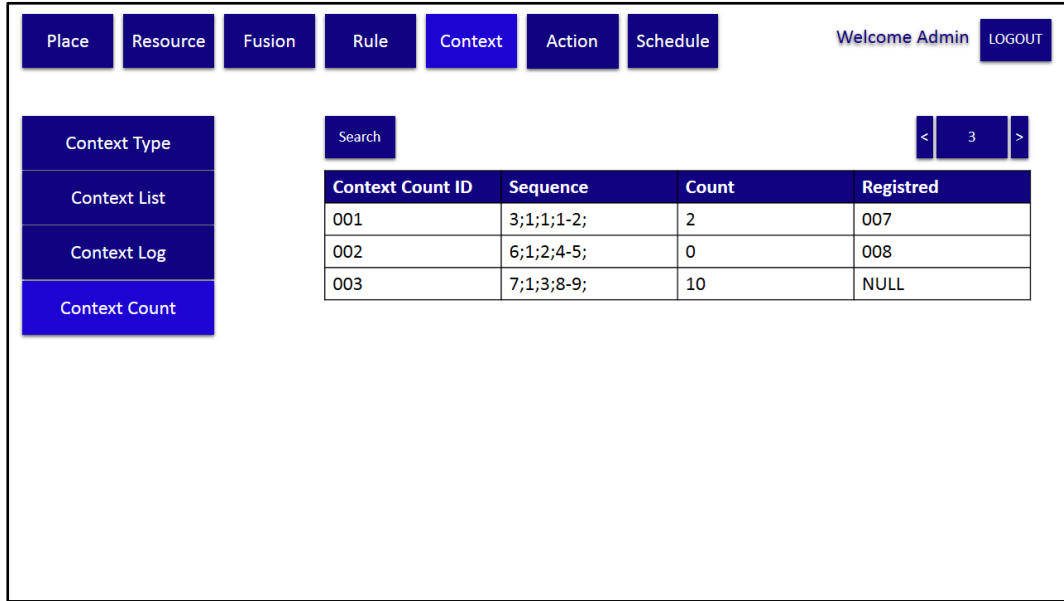 Place Resource Fusion Rule Context Action Schedule Welcome Admin LOGOUT
Context Type
Context List
Context Log
Context Count
Search < 3 >
Context Count ID Sequence Count Registred
001 3;1;1;1-2; 2 007
002 6;1;2;4-5; 0 008
003 7;1;3;8-9; 10 NULL